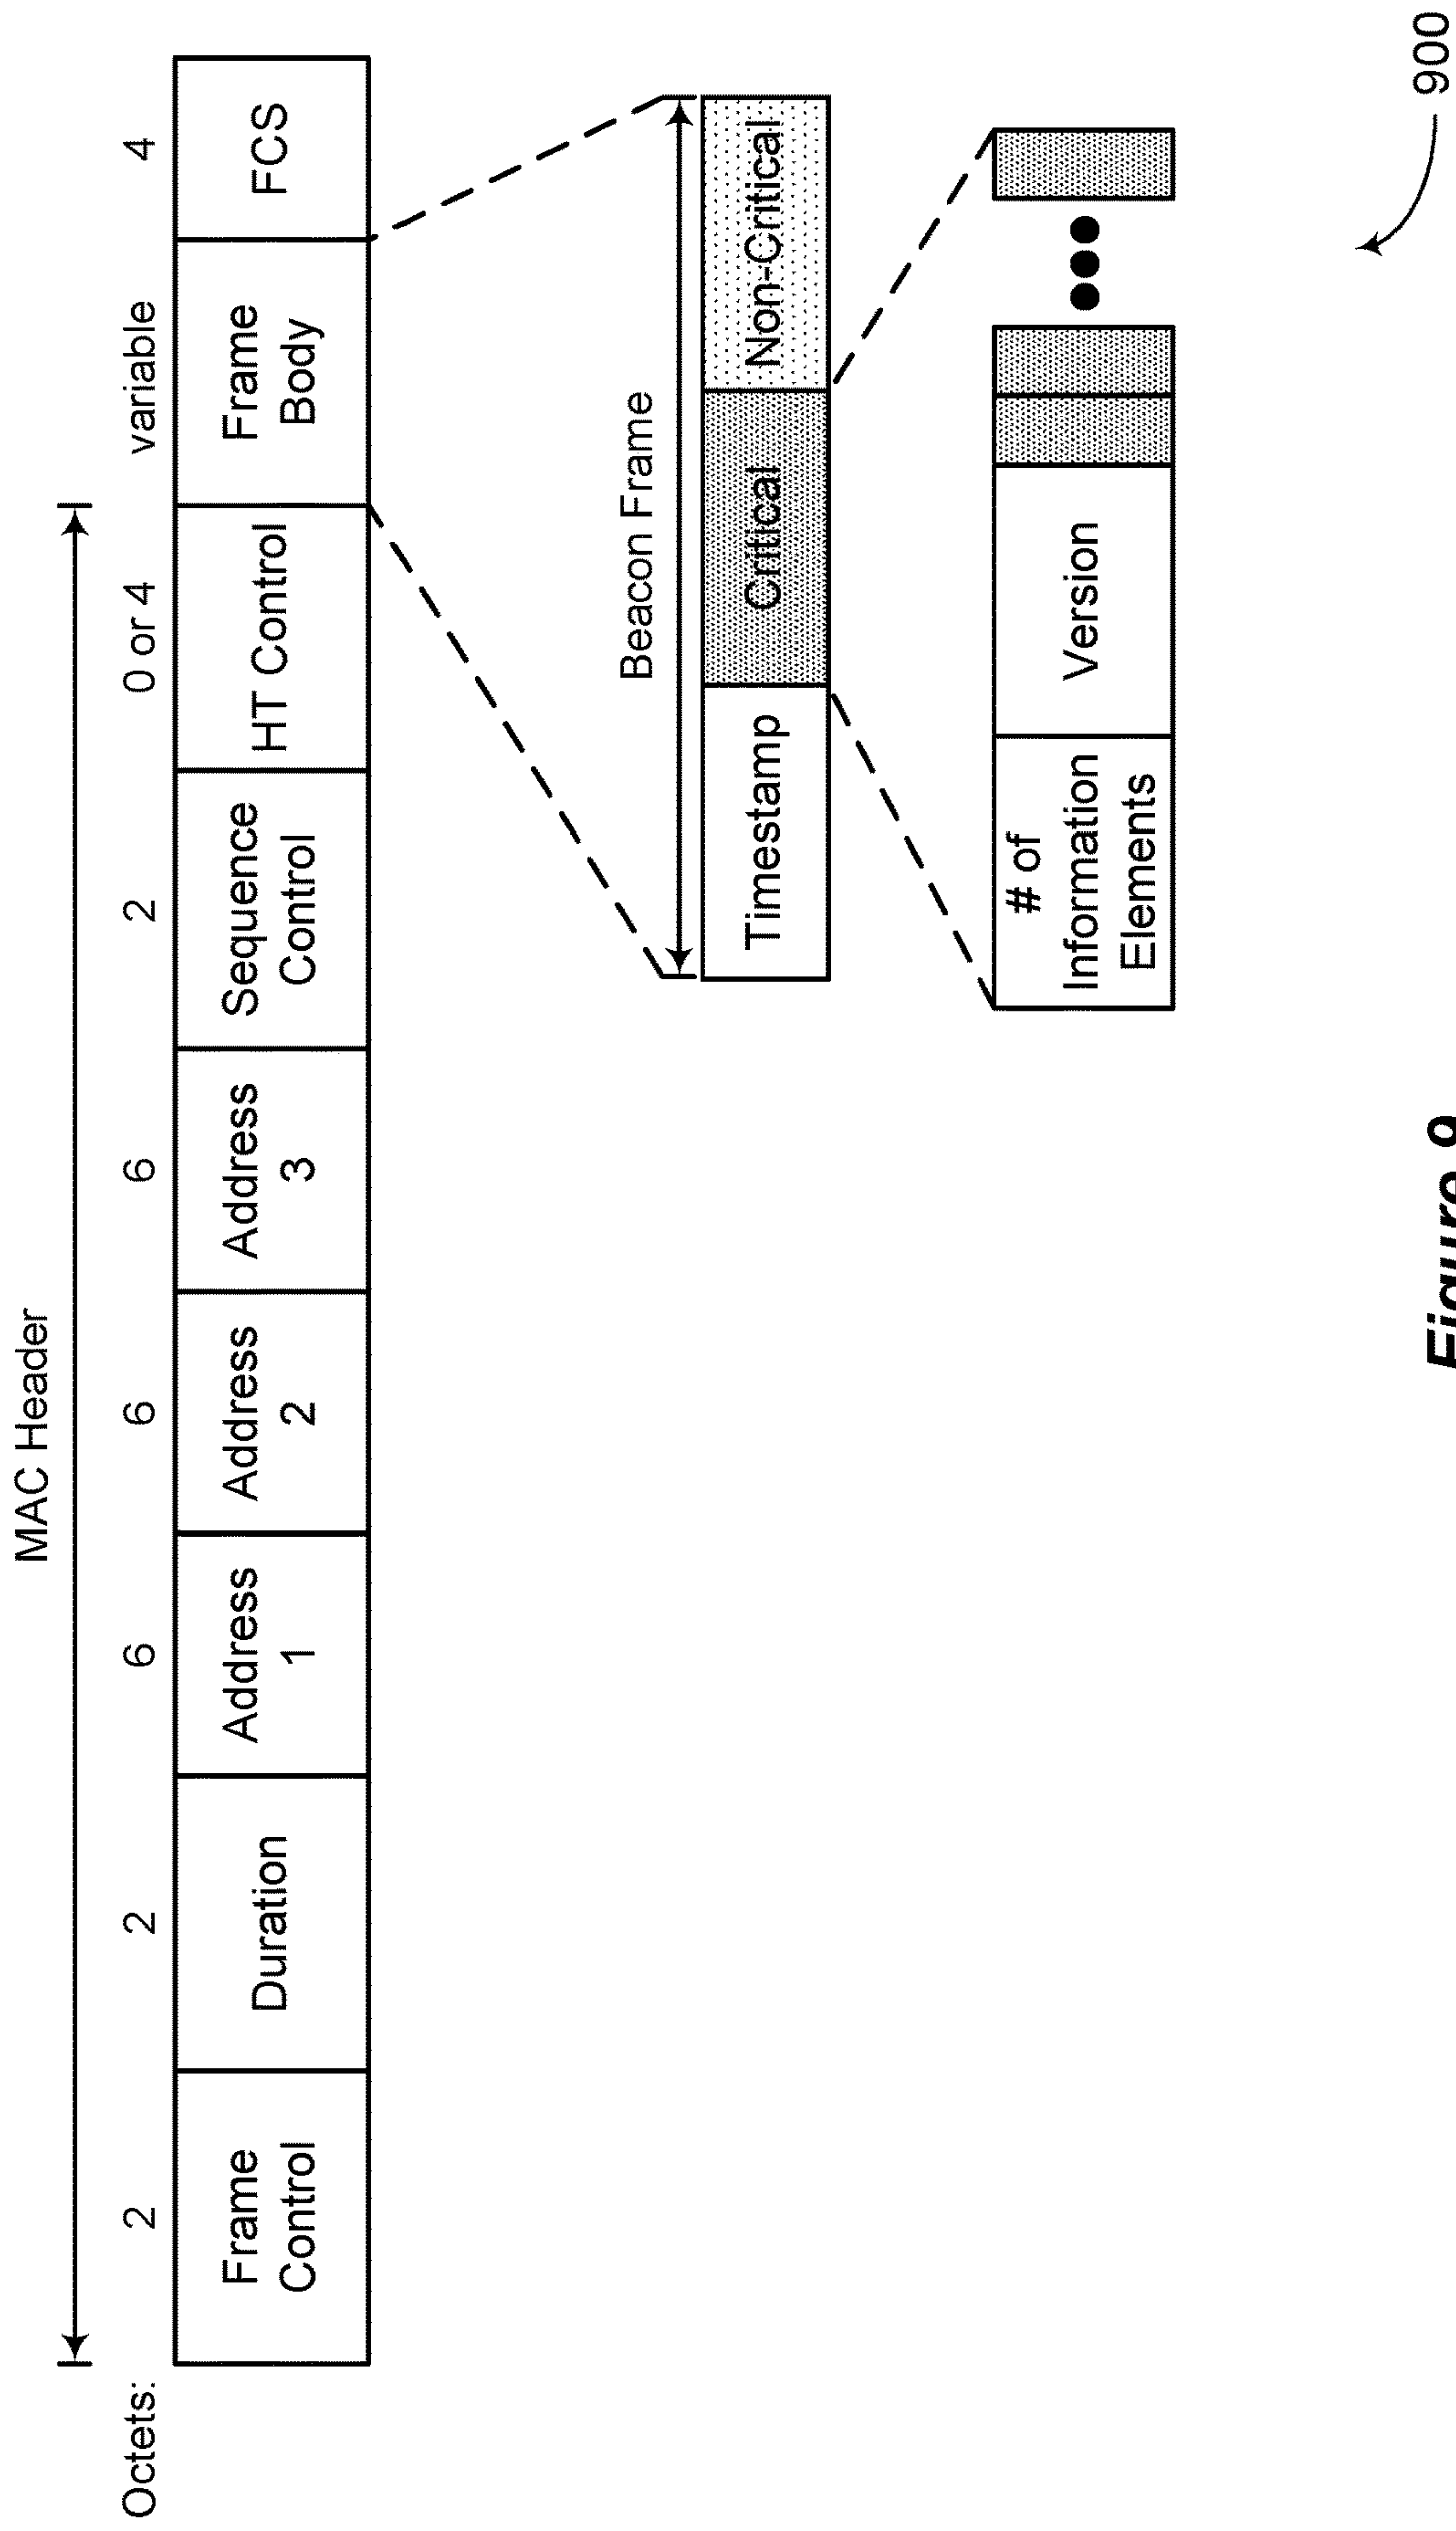 MAC Header
Octets: 2 2 6 6 6 2 0 or 4 variable 4
Frame
Control
Duration
Address
1
Address
2
Address
3
Sequence
Control
HT Control
Frame
Body
FCS
Beacon Frame
Timestamp
Critical
Non-Critical
# of
Information
Elements
Version
900
Figure 9